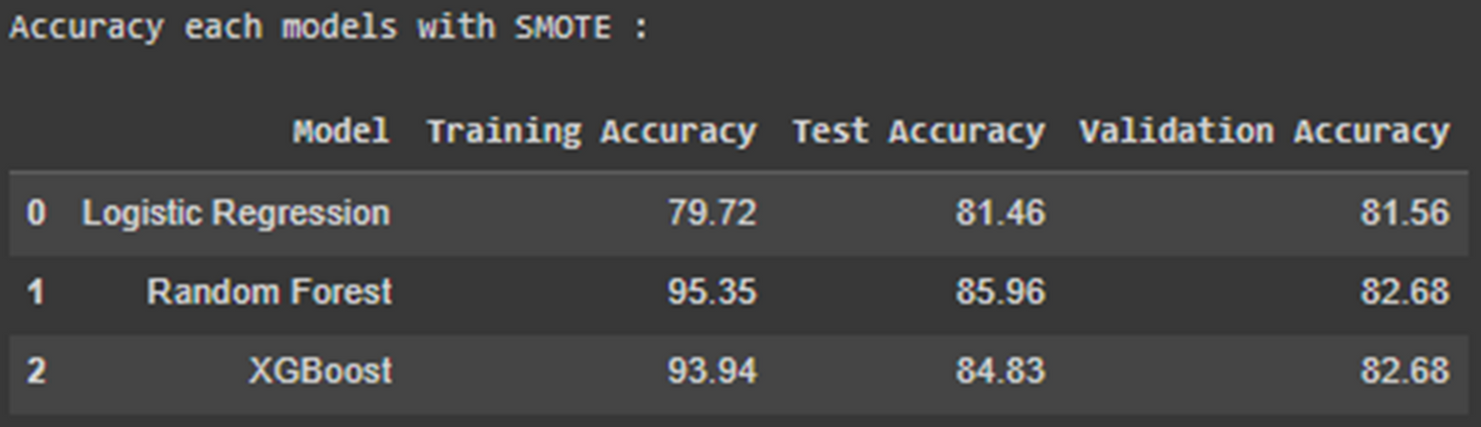 Accuracy each models with SMOTE :
Model Training Accuracy Test Accuracy Validation Accuracy
0 Logistic Regression 79.72 81.46 81.56
1 Random Forest 95.35 85.96 82.68
2 XGBoost 93.94 84.83 82.68